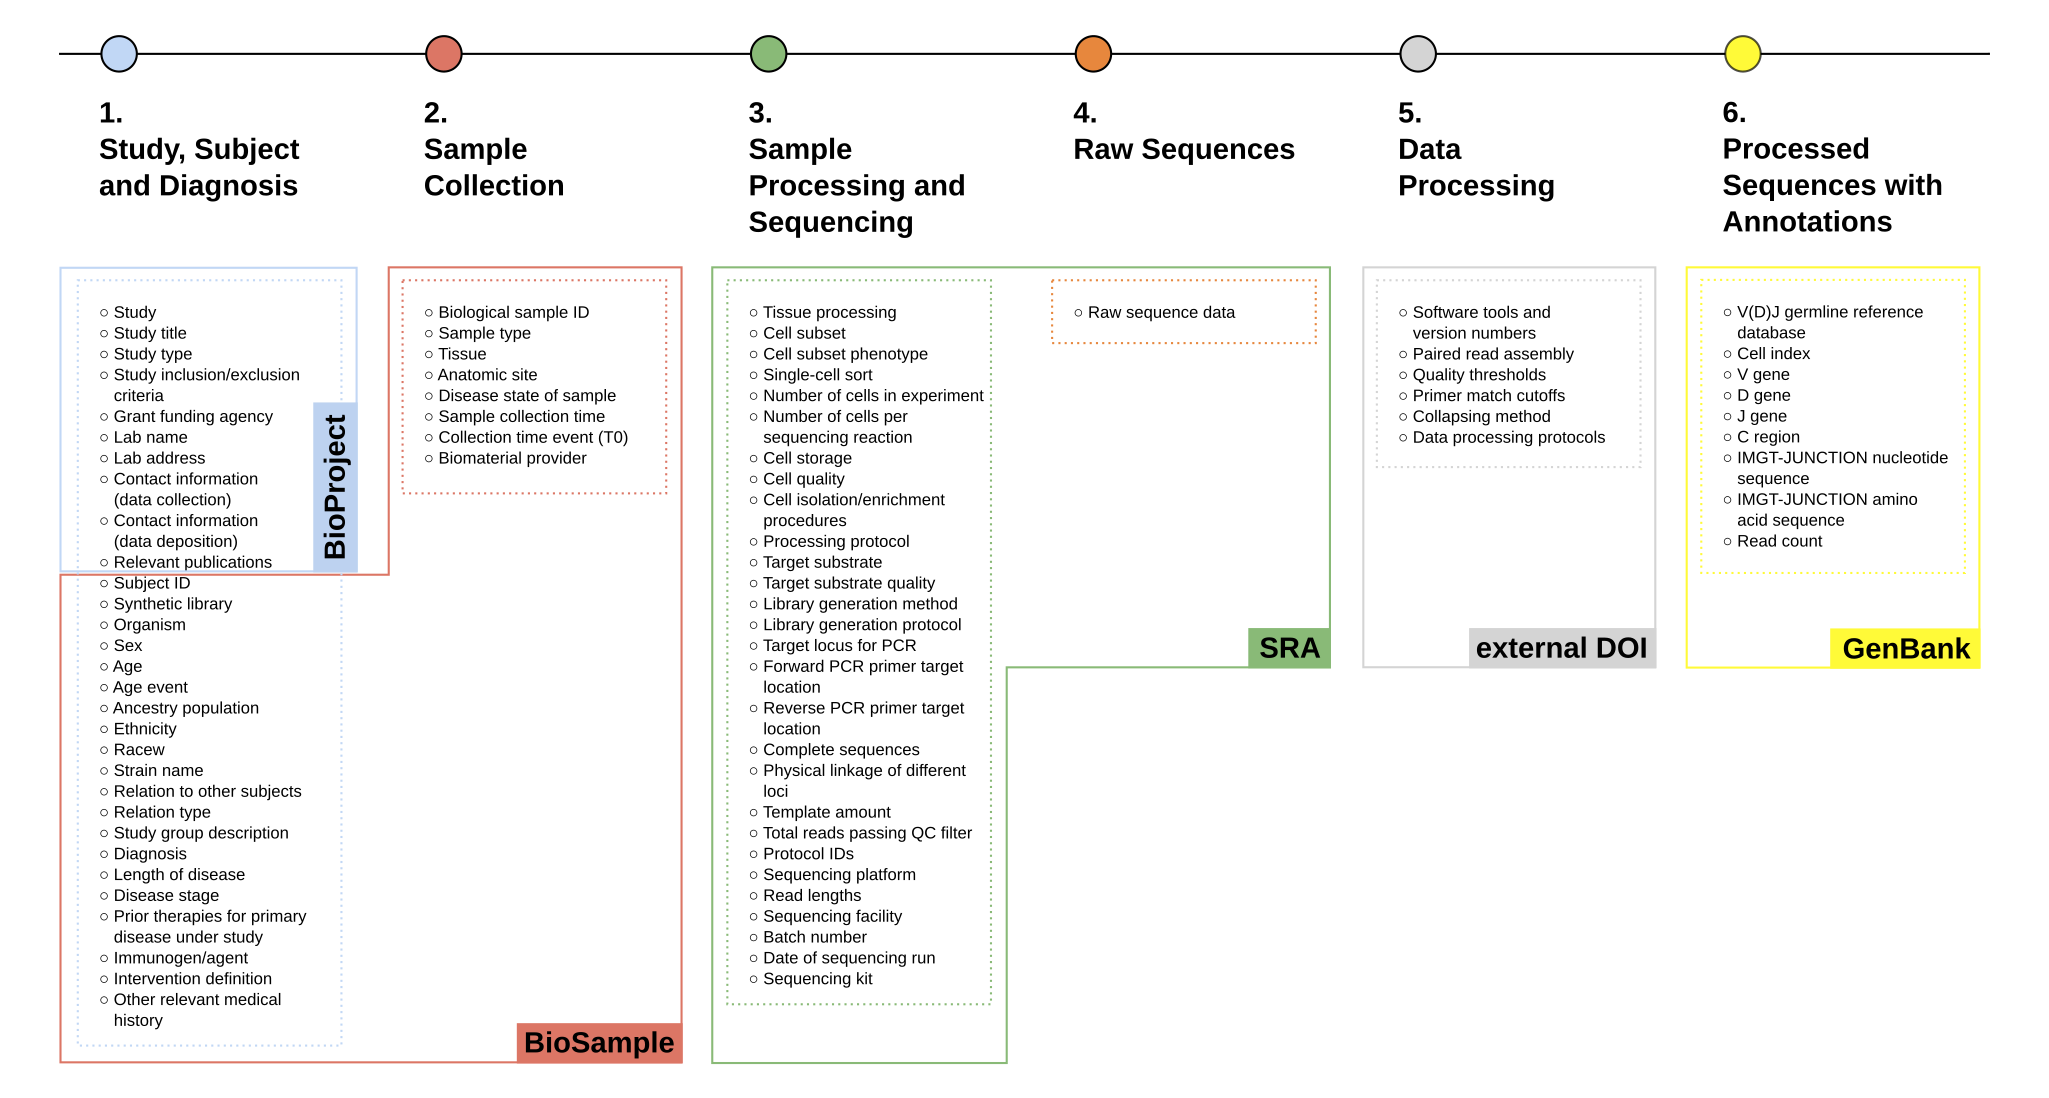 1.
Study, Subject
and Diagnosis
2.
Sample
Collection
3.
Sample
Processing and
Sequencing
4.
Raw Sequences
5.
Data
Processing
6.
Processed
Sequences with
Annotations
○ Study
○ Study title
○ Study type
○ Study inclusion/exclusion
criteria
○ Grant funding agency
○ Lab name
○ Lab address
○ Contact information
(data collection)
○ Contact information
(data deposition)
○ Relevant publications
○ Subject ID
○ Synthetic library
○ Organism
○ Sex
○ Age
○ Age event
○ Ancestry population
○ Ethnicity
○ Racew
○ Strain name
○ Relation to other subjects
○ Relation type
○ Study group description
○ Diagnosis
○ Length of disease
○ Disease stage
○ Prior therapies for primary
disease under study
○ Immunogen/agent
○ Intervention definition
○ Other relevant medical
history
BioProject
○ Biological sample ID
○ Sample type
○ Tissue
○ Anatomic site
○ Disease state of sample
○ Sample collection time
○ Collection time event (T0)
○ Biomaterial provider
BioSample
○ Tissue processing
○ Cell subset
○ Cell subset phenotype
○ Single-cell sort
○ Number of cells in experiment
○ Number of cells per
sequencing reaction
○ Cell storage
○ Cell quality
○ Cell isolation/enrichment
procedures
○ Processing protocol
○ Target substrate
○ Target substrate quality
○ Library generation method
○ Library generation protocol
○ Target locus for PCR
○ Forward PCR primer target
location
○ Reverse PCR primer target
location
○ Complete sequences
○ Physical linkage of different
loci
○ Template amount
○ Total reads passing QC filter
○ Protocol IDs
○ Sequencing platform
○ Read lengths
○ Sequencing facility
○ Batch number
○ Date of sequencing run
○ Sequencing kit
○ Raw sequence data
SRA
○ Software tools and
version numbers
○ Paired read assembly
○ Quality thresholds
○ Primer match cutoffs
○ Collapsing method
○ Data processing protocols
external DOI
○ V(D)J germline reference
database
○ Cell index
○ V gene
○ D gene
○ J gene
○ C region
○ IMGT-JUNCTION nucleotide
sequence
○ IMGT-JUNCTION amino
acid sequence
○ Read count
GenBank